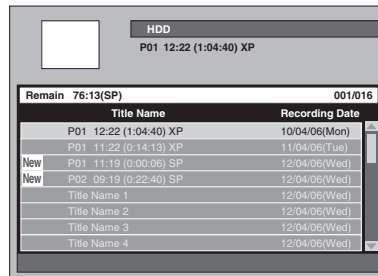 HDD
P01 12:22 (1:04:40) XP
Remain 76:13(SP) 001/016
Title Name Recording Date
P01 12:22 (1:04:40) XP 10/04/06(Mon)
P01 11:22 (0:14:13) XP 11/04/06(Tue)
New P01 11:19 (0:00:06) SP 12/04/06(Wed)
New P02 09:19 (0:22:40) SP 12/04/06(Wed)
Title Name 1 12/04/06(Wed)
Title Name 2 12/04/06(Wed)
Title Name 3 12/04/06(Wed)
Title Name 4 12/04/06(Wed)